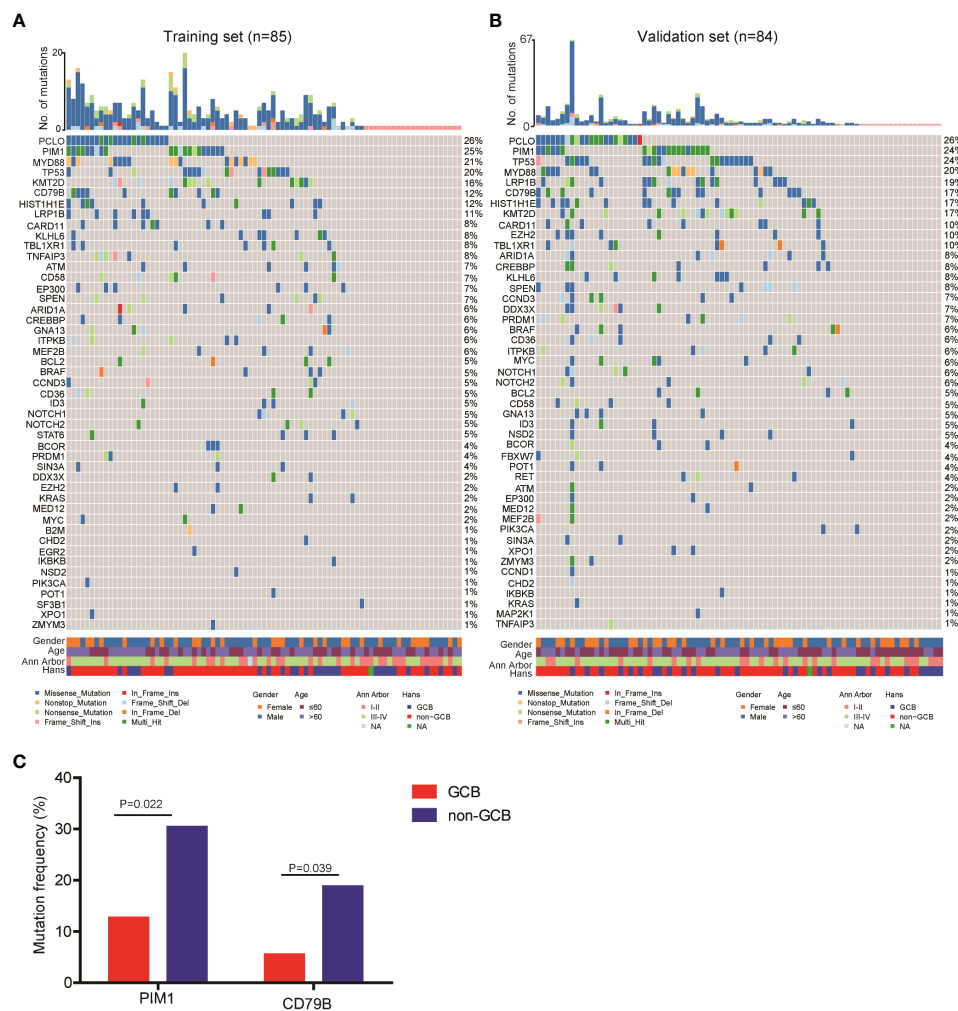 A
B
Training set (n=85)
Validation set (n=84)
No. of mutations
20
0
PCLO 26%
PIM1 25%
MYD88 21%
TP53 20%
KMT2D 16%
CD79B 12%
HIST1H1E 12%
LRP1B 11%
CARD11 8%
KLHL6 8%
TBL1XR1 8%
TNFAIP3 8%
ATM 7%
CD58 7%
EP300 7%
SPEN 7%
ARID1A 6%
CREBBP 6%
GNA13 6%
ITPKB 6%
MEF2B 6%
BCL2 5%
BRAF 5%
CCND3 5%
CD36 5%
ID3 5%
NOTCH1 5%
NOTCH2 5%
STAT6 5%
BCOR 4%
PRDM1 4%
SIN3A 4%
DDX3X 2%
EZH2 2%
KRAS 2%
MED12 2%
MYC 2%
B2M 1%
CHD2 1%
EGR2 1%
IKBKB 1%
NSD2 1%
PIK3CA 1%
POT1 1%
SF3B1 1%
XPO1 1%
ZMYM3 1%
Gender
Age
Ann Arbor
Hans
Missense_Mutation
Nonstop_Mutation
Nonsense_Mutation
Frame_Shift_Ins
In_Frame_Ins
Frame_Shift_Del
In_Frame_Del
Multi_Hit
Gender
Female
Male
Age
≤60
>60
Ann Arbor
I-II
III-IV
NA
Hans
GCB
non-GCB
NA
No. of mutations
67
0
PCLO 26%
PIM1 24%
TP53 24%
MYD88 20%
LRP1B 19%
CD79B 17%
HIST1H1E 17%
KMT2D 17%
CARD11 10%
EZH2 10%
TBL1XR1 10%
ARID1A 8%
CREBBP 8%
KLHL6 8%
SPEN 8%
CCND3 7%
DDX3X 7%
PRDM1 7%
BRAF 6%
CD36 6%
ITPKB 6%
MYC 6%
NOTCH1 6%
NOTCH2 6%
BCL2 5%
CD58 5%
GNA13 5%
ID3 5%
NSD2 5%
BCOR 4%
FBXW7 4%
POT1 4%
RET 4%
ATM 2%
EP300 2%
MED12 2%
MEF2B 2%
PIK3CA 2%
SIN3A 2%
XPO1 2%
ZMYM3 2%
CCND1 1%
CHD2 1%
IKBKB 1%
KRAS 1%
MAP2K1 1%
TNFAIP3 1%
Gender
Age
Ann Arbor
Hans
Missense_Mutation
Nonstop_Mutation
Nonsense_Mutation
Frame_Shift_Ins
In_Frame_Ins
Frame_Shift_Del
In_Frame_Del
Multi_Hit
Gender
Female
Male
Age
≤60
>60
Ann Arbor
I-II
III-IV
NA
Hans
GCB
non-GCB
NA
C
Mutation frequency (%)
40
30
20
10
0
P=0.022
P=0.039
PIM1
CD79B
GCB
non-GCB